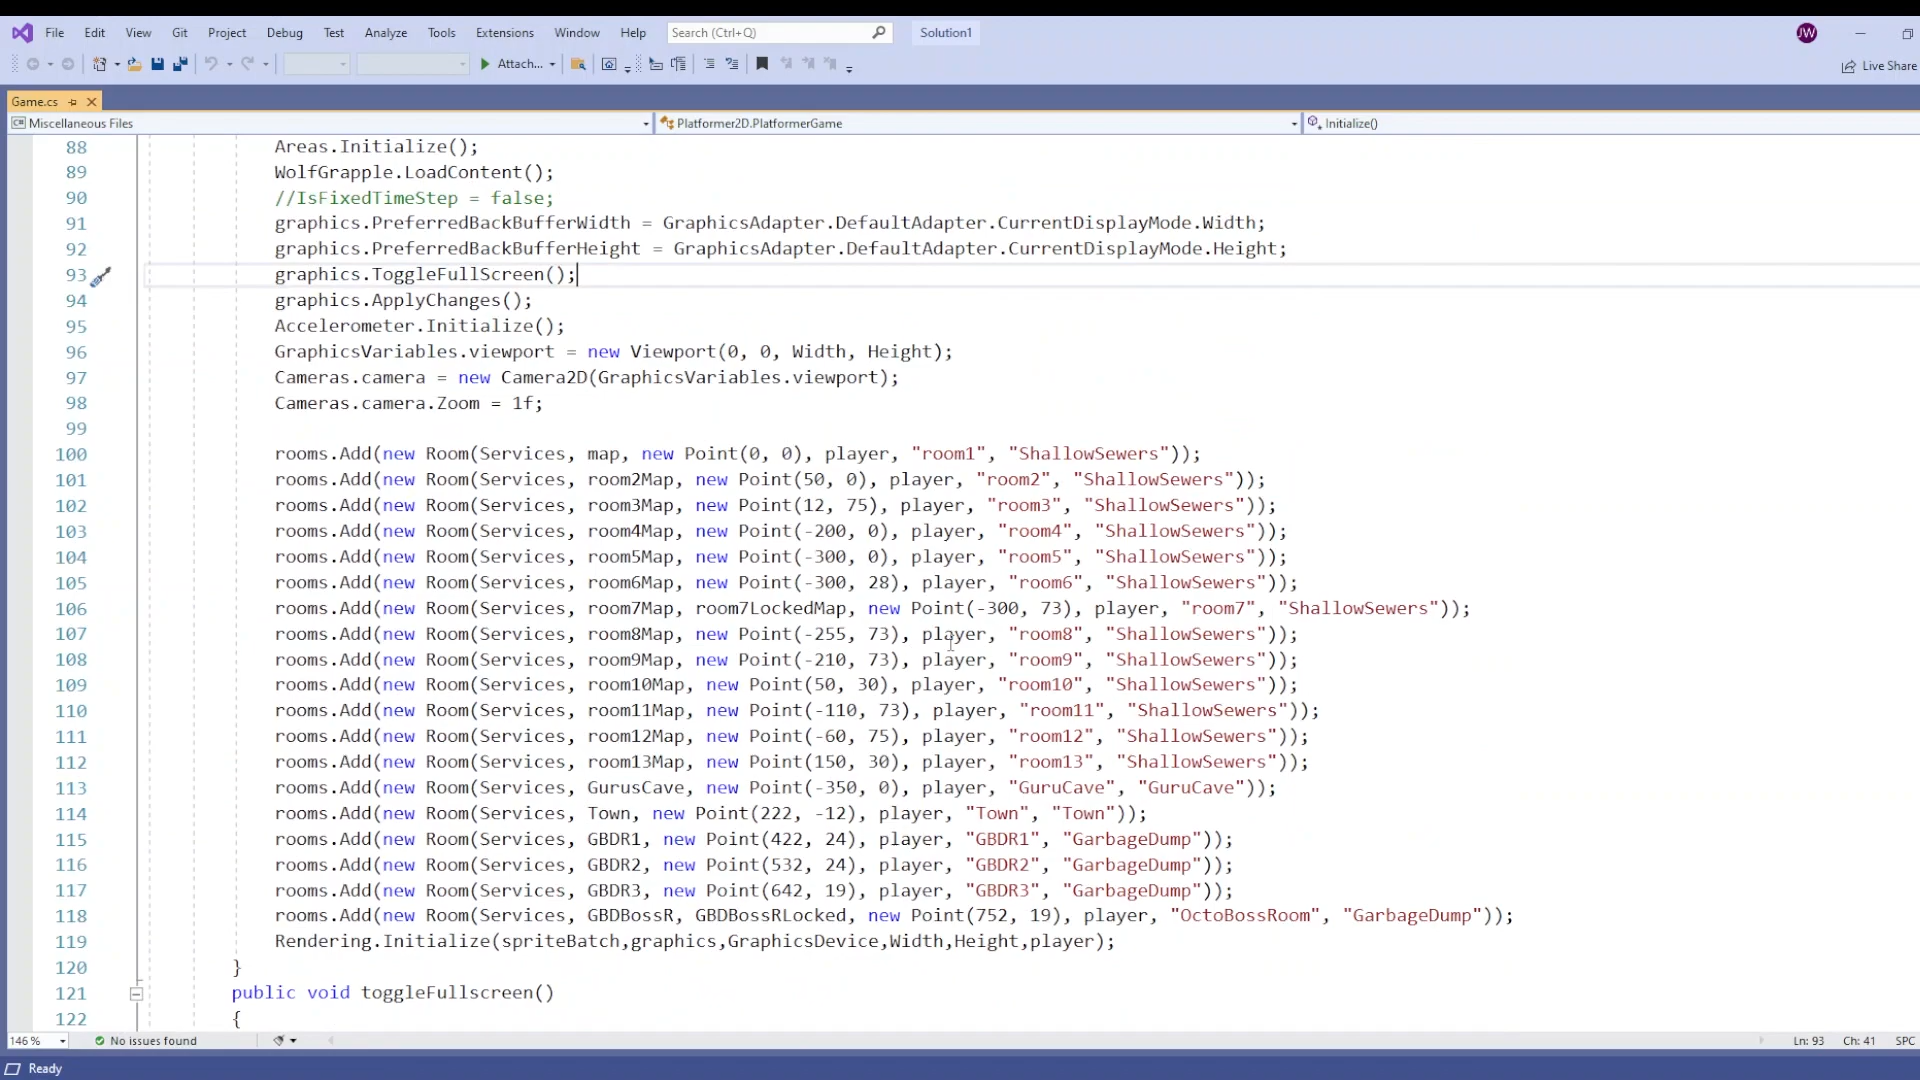 File Edit View Git Project Debug Test Analyze Tools Extensions Window Help Search (Ctrl+Q) Solution1 JW
Attach... Live Share
Game.cs
Miscellaneous Files Platformer2D.PlatformerGame Initialize()
88 Areas.Initialize();
89 WolfGrapple.LoadContent();
90 //IsFixedTimeStep = false;
91 graphics.PreferredBackBufferWidth = GraphicsAdapter.DefaultAdapter.CurrentDisplayMode.Width;
92 graphics.PreferredBackBufferHeight = GraphicsAdapter.DefaultAdapter.CurrentDisplayMode.Height;
93 graphics.ToggleFullScreen();
94 graphics.ApplyChanges();
95 Accelerometer.Initialize();
96 GraphicsVariables.viewport = new Viewport(0, 0, Width, Height);
97 Cameras.camera = new Camera2D(GraphicsVariables.viewport);
98 Cameras.camera.Zoom = 1f;
99
100 rooms.Add(new Room(Services, map, new Point(0, 0), player, "room1", "ShallowSewers"));
101 rooms.Add(new Room(Services, room2Map, new Point(50, 0), player, "room2", "ShallowSewers"));
102 rooms.Add(new Room(Services, room3Map, new Point(12, 75), player, "room3", "ShallowSewers"));
103 rooms.Add(new Room(Services, room4Map, new Point(-200, 0), player, "room4", "ShallowSewers"));
104 rooms.Add(new Room(Services, room5Map, new Point(-300, 0), player, "room5", "ShallowSewers"));
105 rooms.Add(new Room(Services, room6Map, new Point(-300, 28), player, "room6", "ShallowSewers"));
106 rooms.Add(new Room(Services, room7Map, room7LockedMap, new Point(-300, 73), player, "room7", "ShallowSewers"));
107 rooms.Add(new Room(Services, room8Map, new Point(-255, 73), player, "room8", "ShallowSewers"));
108 rooms.Add(new Room(Services, room9Map, new Point(-210, 73), player, "room9", "ShallowSewers"));
109 rooms.Add(new Room(Services, room10Map, new Point(50, 30), player, "room10", "ShallowSewers"));
110 rooms.Add(new Room(Services, room11Map, new Point(-110, 73), player, "room11", "ShallowSewers"));
111 rooms.Add(new Room(Services, room12Map, new Point(-60, 75), player, "room12", "ShallowSewers"));
112 rooms.Add(new Room(Services, room13Map, new Point(150, 30), player, "room13", "ShallowSewers"));
113 rooms.Add(new Room(Services, GurusCave, new Point(-350, 0), player, "GuruCave", "GuruCave"));
114 rooms.Add(new Room(Services, Town, new Point(222, -12), player, "Town", "Town"));
115 rooms.Add(new Room(Services, GBDR1, new Point(422, 24), player, "GBDR1", "GarbageDump"));
116 rooms.Add(new Room(Services, GBDR2, new Point(532, 24), player, "GBDR2", "GarbageDump"));
117 rooms.Add(new Room(Services, GBDR3, new Point(642, 19), player, "GBDR3", "GarbageDump"));
118 rooms.Add(new Room(Services, GBDBossR, GBDBossRLocked, new Point(752, 19), player, "OctoBossRoom", "GarbageDump"));
119 Rendering.Initialize(spriteBatch,graphics,GraphicsDevice,Width,Height,player);
120 }
121 public void toggleFullscreen()
122 {
146 % No issues found Ln: 93 Ch: 41 SPC
Ready